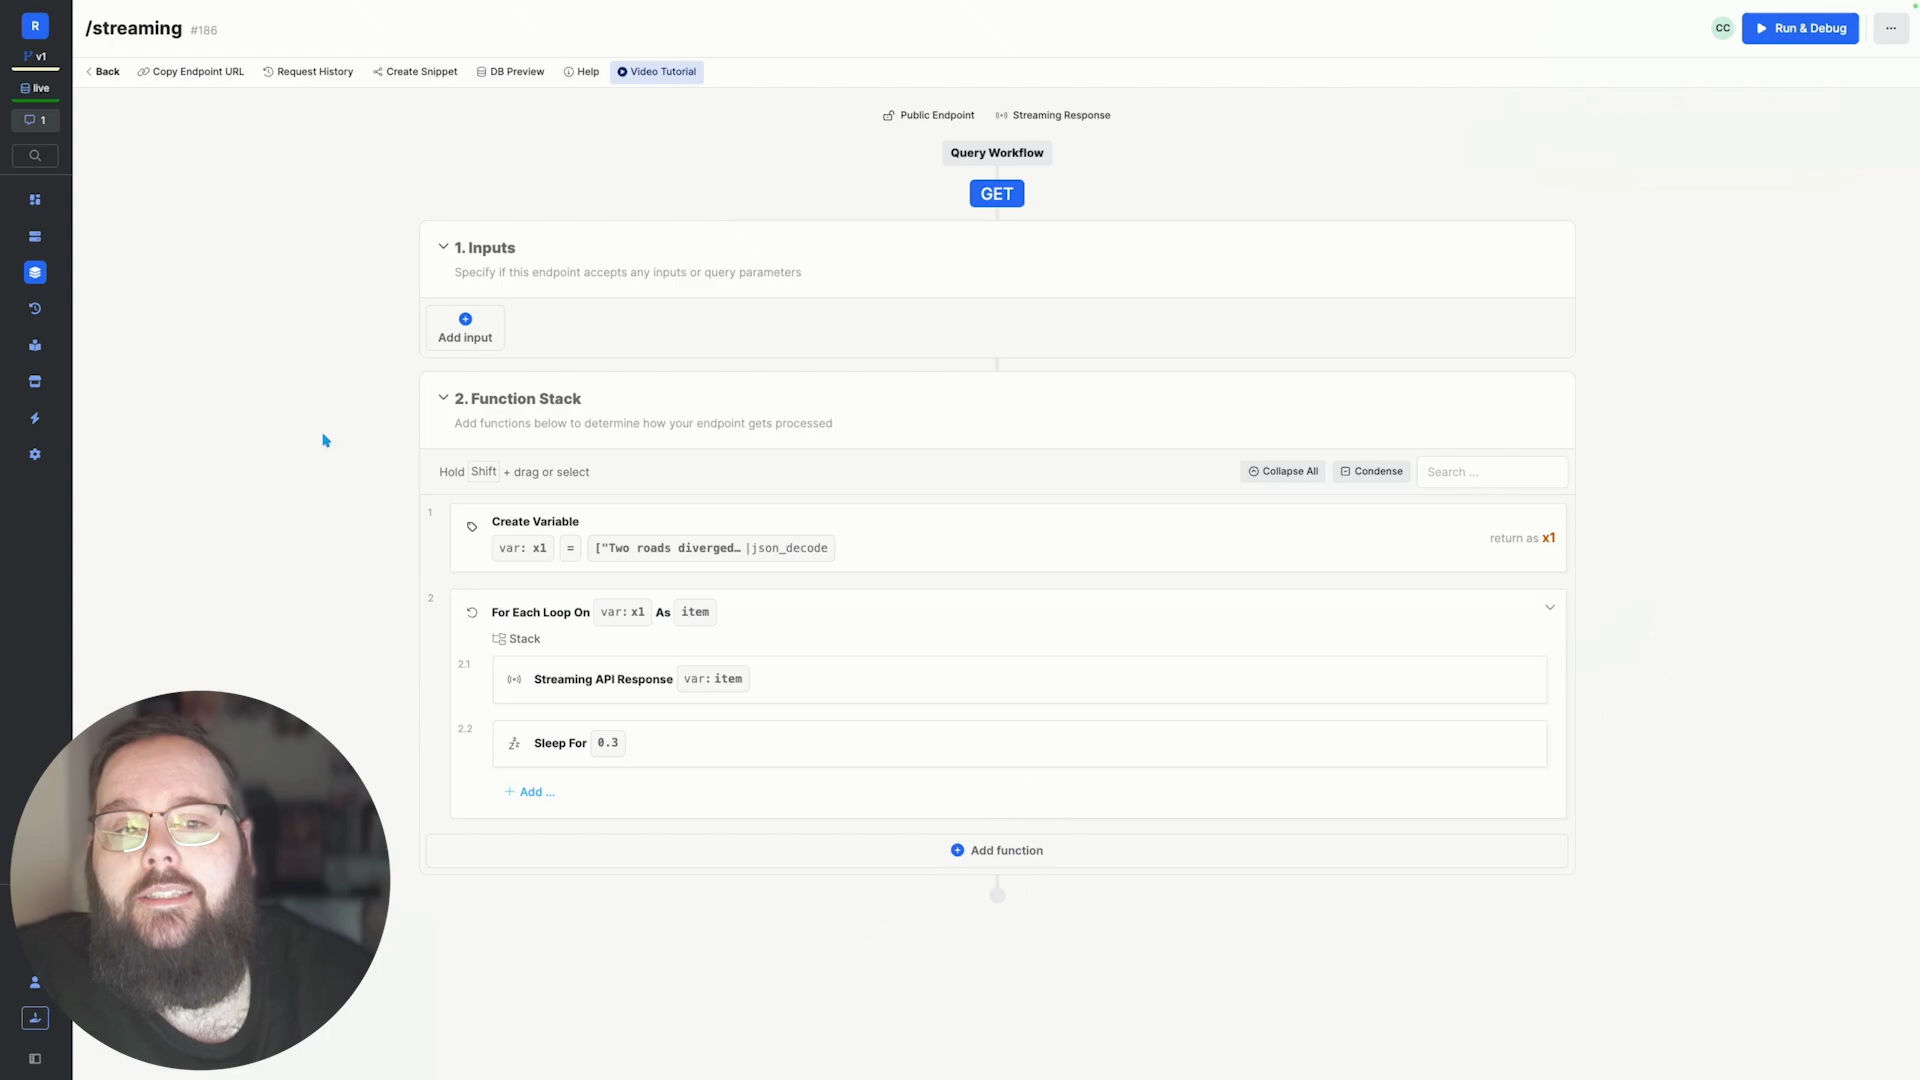 R
/streaming #186
CC
Run & Debug
...
v1
Back
Copy Endpoint URL
Request History
Create Snippet
DB Preview
Help
Video Tutorial
live
1
Public Endpoint
Streaming Response
Query Workflow
GET
1. Inputs
Specify if this endpoint accepts any inputs or query parameters
Add input
2. Function Stack
Add functions below to determine how your endpoint gets processed
Hold Shift + drag or select
Collapse All
Condense
Search ...
1
Create Variable
var: x1 = ["Two roads diverged… |json_decode
return as x1
2
For Each Loop On var: x1 As item
Stack
2.1
Streaming API Response var: item
2.2
Sleep For 0.3
+ Add ...
Add function